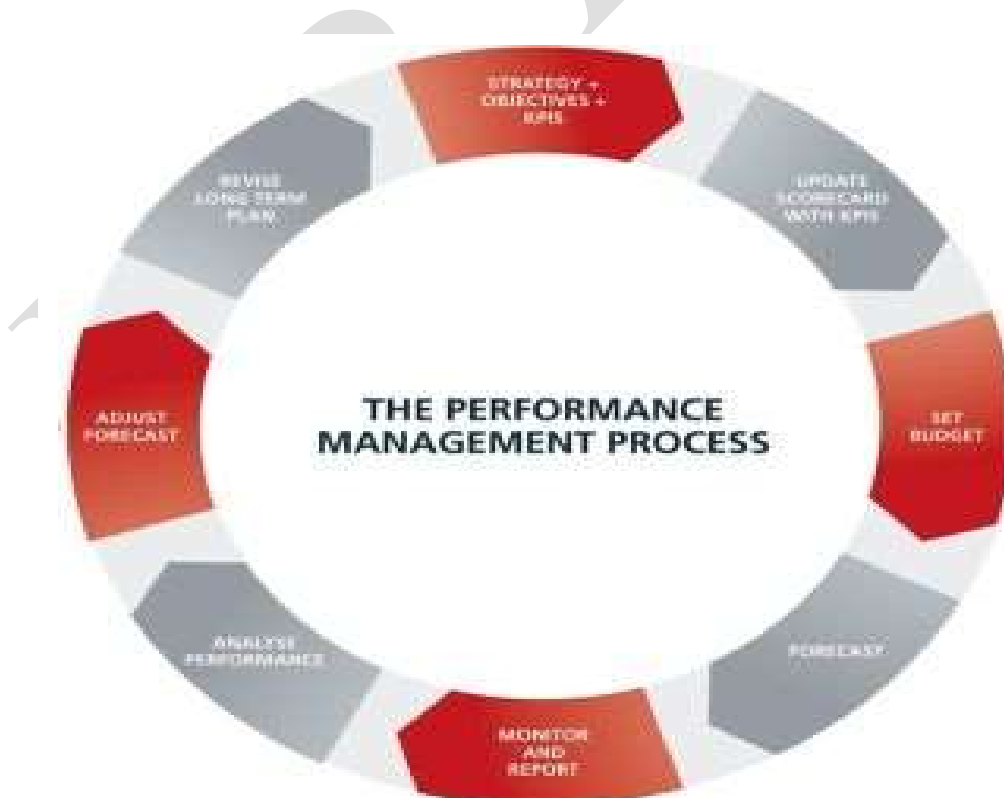 STRATEGY +
OBJECTIVES +
KPIS
UPDATE
SCORECARD
WITH KPIS
SET
BUDGET
FORECAST
MONITOR
AND
REPORT
ANALYSE
PERFORMANCE
ADJUST
FORECAST
REVISE
LONG TERM
PLAN
THE PERFORMANCE
MANAGEMENT PROCESS